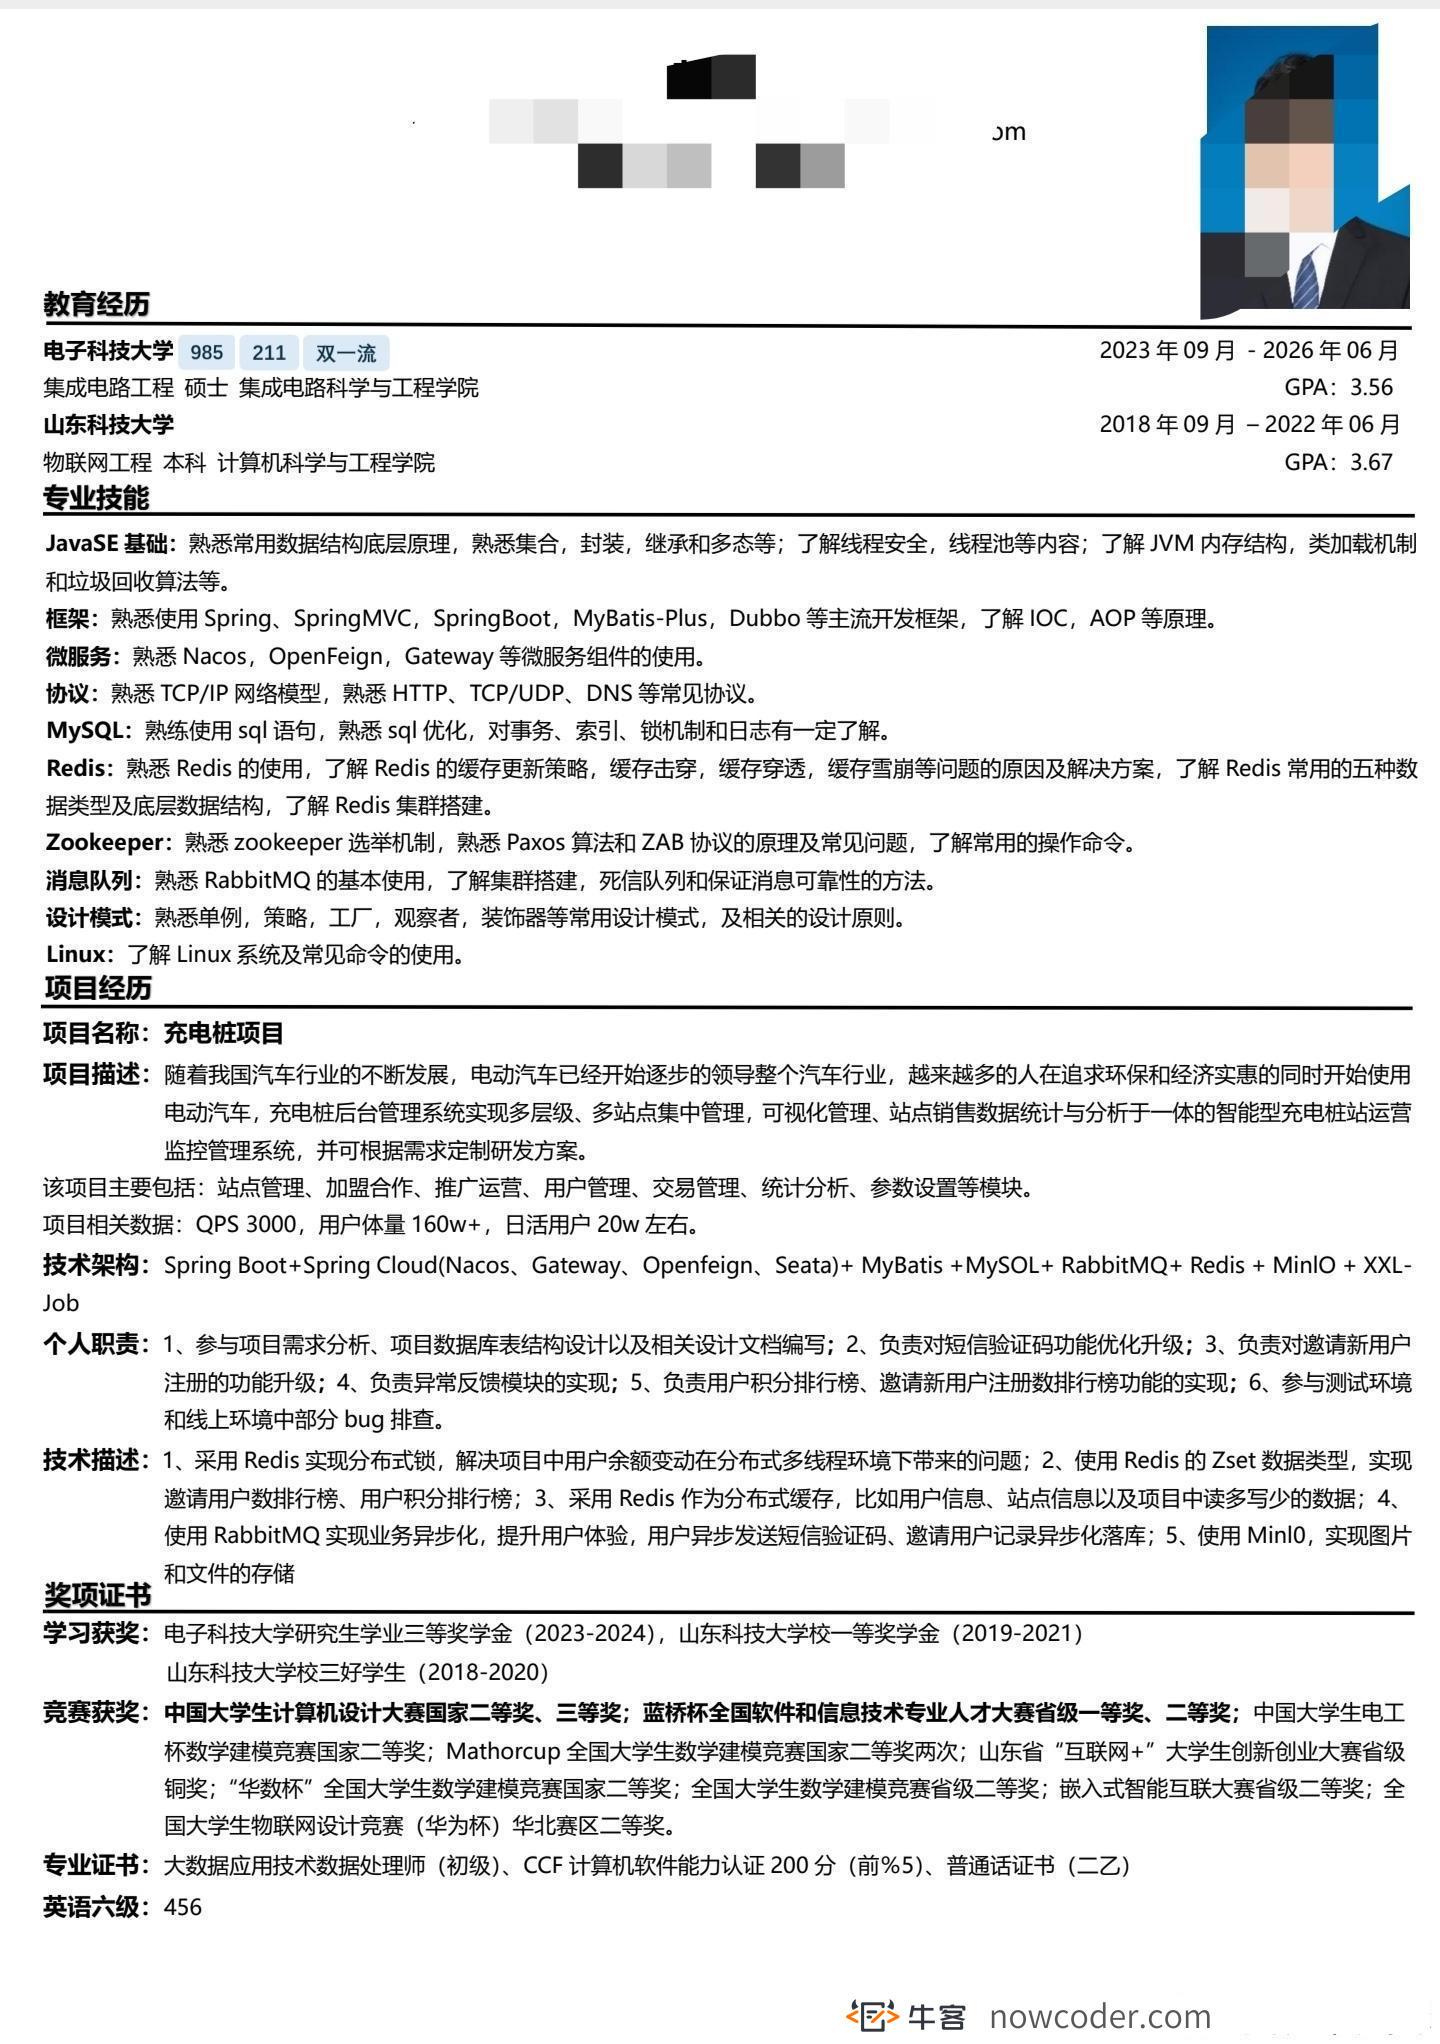 om
教育经历
电子科技大学 985 211 双一流 2023 年 09 月 - 2026 年 06 月
集成电路工程 硕士 集成电路科学与工程学院 GPA：3.56
山东科技大学 2018 年 09 月 – 2022 年 06 月
物联网工程 本科 计算机科学与工程学院 GPA：3.67
专业技能
JavaSE 基础：熟悉常用数据结构底层原理，熟悉集合，封装，继承和多态等；了解线程安全，线程池等内容；了解 JVM 内存结构，类加载机制
和垃圾回收算法等。
框架：熟悉使用 Spring、SpringMVC，SpringBoot，MyBatis-Plus，Dubbo 等主流开发框架，了解 IOC，AOP 等原理。
微服务：熟悉 Nacos，OpenFeign，Gateway 等微服务组件的使用。
协议：熟悉 TCP/IP 网络模型，熟悉 HTTP、TCP/UDP、DNS 等常见协议。
MySQL：熟练使用 sql 语句，熟悉 sql 优化，对事务、索引、锁机制和日志有一定了解。
Redis：熟悉 Redis 的使用，了解 Redis 的缓存更新策略，缓存击穿，缓存穿透，缓存雪崩等问题的原因及解决方案，了解 Redis 常用的五种数
据类型及底层数据结构，了解 Redis 集群搭建。
Zookeeper：熟悉 zookeeper 选举机制，熟悉 Paxos 算法和 ZAB 协议的原理及常见问题，了解常用的操作命令。
消息队列：熟悉 RabbitMQ 的基本使用，了解集群搭建，死信队列和保证消息可靠性的方法。
设计模式：熟悉单例，策略，工厂，观察者，装饰器等常用设计模式，及相关的设计原则。
Linux：了解 Linux 系统及常见命令的使用。
项目经历
项目名称：充电桩项目
项目描述：随着我国汽车行业的不断发展，电动汽车已经开始逐步的领导整个汽车行业，越来越多的人在追求环保和经济实惠的同时开始使用
电动汽车，充电桩后台管理系统实现多层级、多站点集中管理，可视化管理、站点销售数据统计与分析于一体的智能型充电桩站运营
监控管理系统，并可根据需求定制研发方案。
该项目主要包括：站点管理、加盟合作、推广运营、用户管理、交易管理、统计分析、参数设置等模块。
项目相关数据：QPS 3000，用户体量 160w+，日活用户 20w 左右。
技术架构：Spring Boot+Spring Cloud(Nacos、Gateway、Openfeign、Seata)+ MyBatis +MySOL+ RabbitMQ+ Redis + MinlO + XXL-
Job
个人职责：1、参与项目需求分析、项目数据库表结构设计以及相关设计文档编写；2、负责对短信验证码功能优化升级；3、负责对邀请新用户
注册的功能升级；4、负责异常反馈模块的实现；5、负责用户积分排行榜、邀请新用户注册数排行榜功能的实现；6、参与测试环境
和线上环境中部分 bug 排查。
技术描述：1、采用 Redis 实现分布式锁，解决项目中用户余额变动在分布式多线程环境下带来的问题；2、使用 Redis 的 Zset 数据类型，实现
邀请用户数排行榜、用户积分排行榜；3、采用 Redis 作为分布式缓存，比如用户信息、站点信息以及项目中读多写少的数据；4、
使用 RabbitMQ 实现业务异步化，提升用户体验，用户异步发送短信验证码、邀请用户记录异步化落库；5、使用 Minl0，实现图片
和文件的存储
奖项证书
学习获奖：电子科技大学研究生学业三等奖学金（2023-2024），山东科技大学校一等奖学金（2019-2021）
山东科技大学校三好学生（2018-2020）
竞赛获奖：中国大学生计算机设计大赛国家二等奖、三等奖；蓝桥杯全国软件和信息技术专业人才大赛省级一等奖、二等奖；中国大学生电工
杯数学建模竞赛国家二等奖；Mathorcup 全国大学生数学建模竞赛国家二等奖两次；山东省“互联网+”大学生创新创业大赛省级
铜奖；“华数杯”全国大学生数学建模竞赛国家二等奖；全国大学生数学建模竞赛省级二等奖；嵌入式智能互联大赛省级二等奖；全
国大学生物联网设计竞赛（华为杯）华北赛区二等奖。
专业证书：大数据应用技术数据处理师（初级）、CCF 计算机软件能力认证 200 分（前%5）、普通话证书（二乙）
英语六级：456
牛客 nowcoder.com